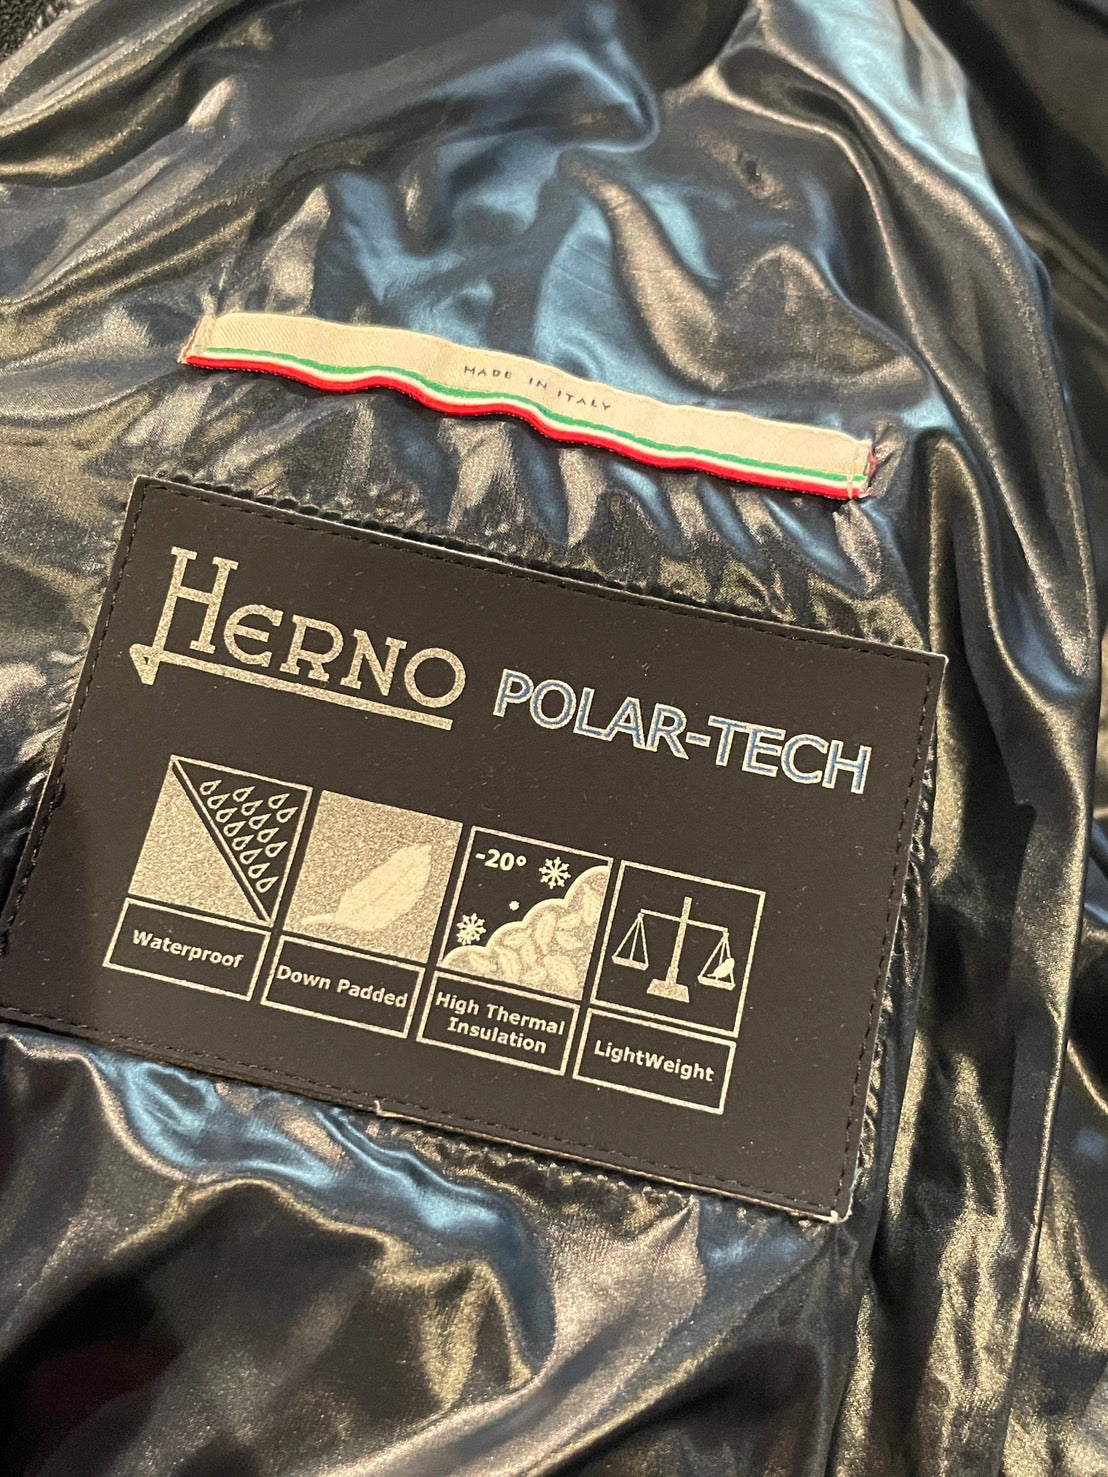 MADE IN ITALY
HERNO POLAR-TECH
-20°
Waterproof
Down Padded
High Thermal
Insulation
LightWeight